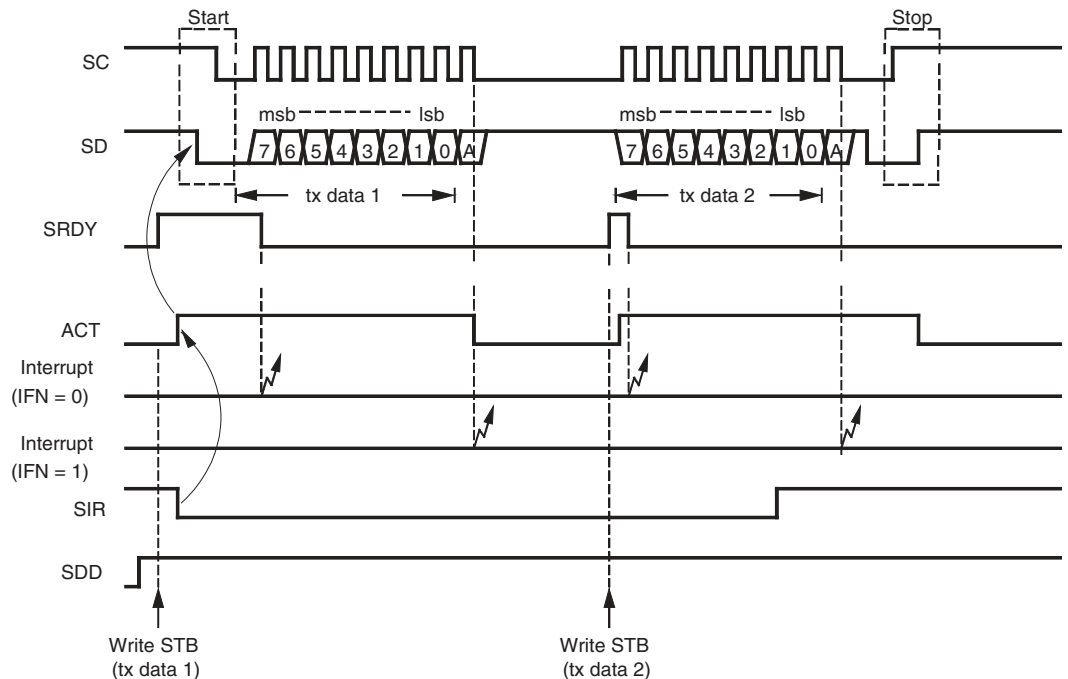 Start
Stop
SC
msb
lsb
msb
lsb
SD
7 6 5 4 3 2 1 0 A
7 6 5 4 3 2 1 0 A
tx data 1
tx data 2
SRDY
ACT
Interrupt
(IFN = 0)
Interrupt
(IFN = 1)
SIR
SDD
Write STB
(tx data 1)
Write STB
(tx data 2)